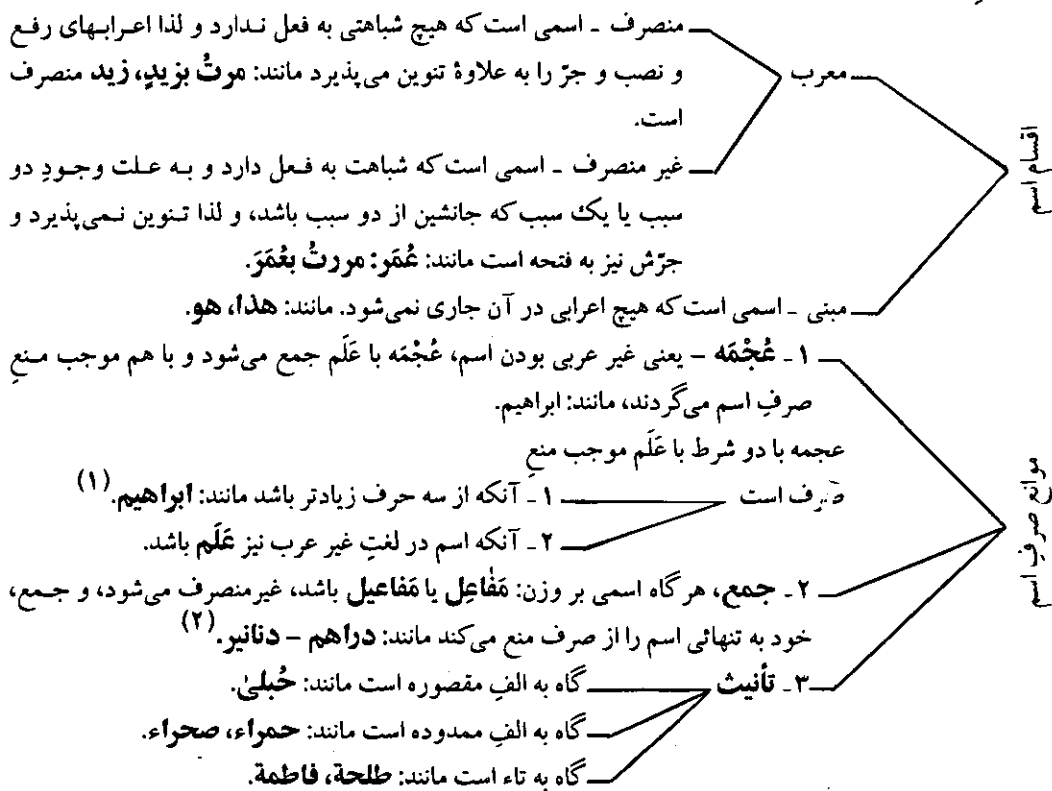 منصرف ـ اسمی است که هیچ شباهتی به فعل ندارد و لذا اعرابهای رفع
و نصب و جرّ را به علاوهٔ تنوین می‌پذیرد مانند: مرتُ بزیدٍ، زید منصرف
است.
معرب
اقسام اسم
غیر منصرف ـ اسمی است که شباهت به فعل دارد و به علت وجودِ دو
سبب یا یک سبب که جانشین از دو سبب باشد، و لذا تنوین نمی‌پذیرد و
جرّش نیز به فتحه است مانند: عُمَر: مررتُ بعُمَرَ.
مبنی ـ اسمی است که هیچ اعرابی در آن جاری نمی‌شود. مانند: هذا، هو.
۱ ـ عُجْمَه – یعنی غیر عربی بودن اسم، عُجْمَه با عَلَم جمع می‌شود و با هم موجب منعِ
صرفِ اسم می‌گردند، مانند: ابراهیم.
عجمه با دو شرط با عَلَم موجب منعِ
صرف است
۱ ـ آنکه از سه حرف زیادتر باشد مانند: ابراهیم.(۱)
۲ ـ آنکه اسم در لغتِ غیر عرب نیز عَلَم باشد.
موانع صرفِ اسم
۲ ـ جمع، هر گاه اسمی بر وزن: مَفٰاعِل یا مَفاعیل باشد، غیرمنصرف می‌شود، و جمع،
خود به تنهائی اسم را از صرف منع می‌کند مانند: دراهم – دنانیر.(۲)
۳ ـ تأنیث
گاه به الفِ مقصوره است مانند: حُبلیٰ.
گاه به الفِ ممدوده است مانند: حمراء، صحراء.
گاه به تاء است مانند: طلحة، فاطمة.